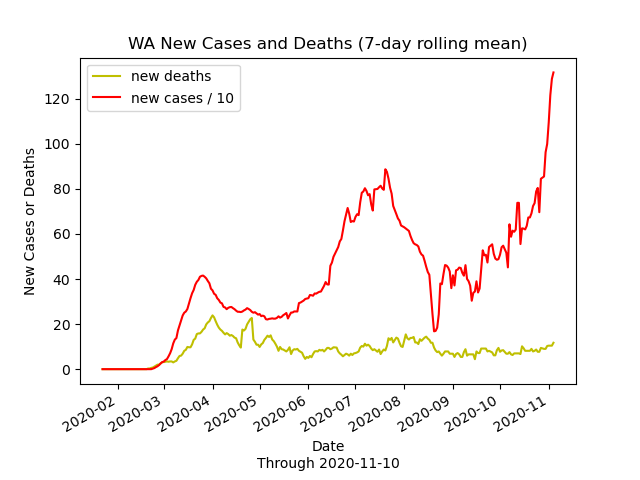 WA New Cases and Deaths (7-day rolling mean)
new deaths
new cases / 10
120
100
80
60
40
20
0
New Cases or Deaths
2020-02
2020-03
2020-04
2020-05
2020-06
2020-07
2020-08
2020-09
2020-10
2020-11
Date
Through 2020-11-10